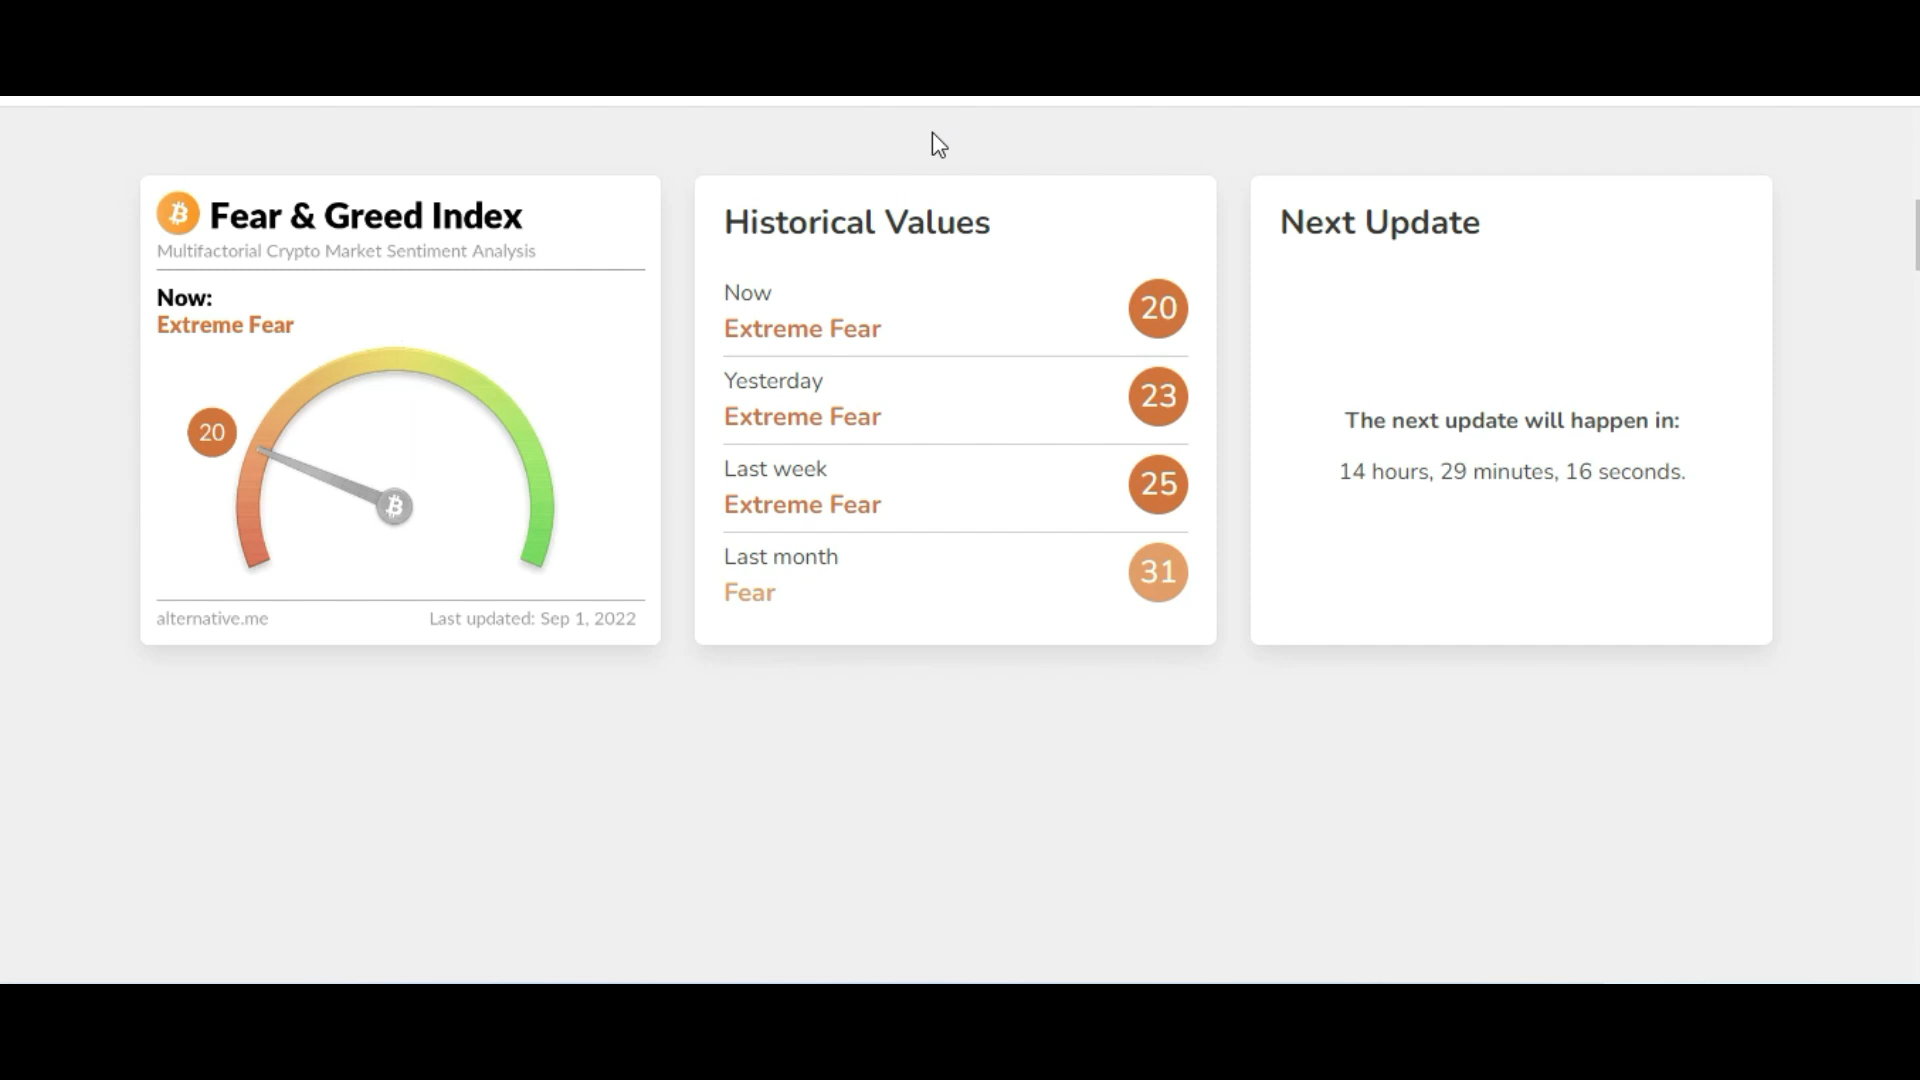 Fear & Greed Index
Multifactorial Crypto Market Sentiment Analysis
Now:
Extreme Fear
20
alternative.me
Last updated: Sep 1, 2022
Historical Values
Now
Extreme Fear
20
Yesterday
Extreme Fear
23
Last week
Extreme Fear
25
Last month
Fear
31
Next Update
The next update will happen in:
14 hours, 29 minutes, 16 seconds.